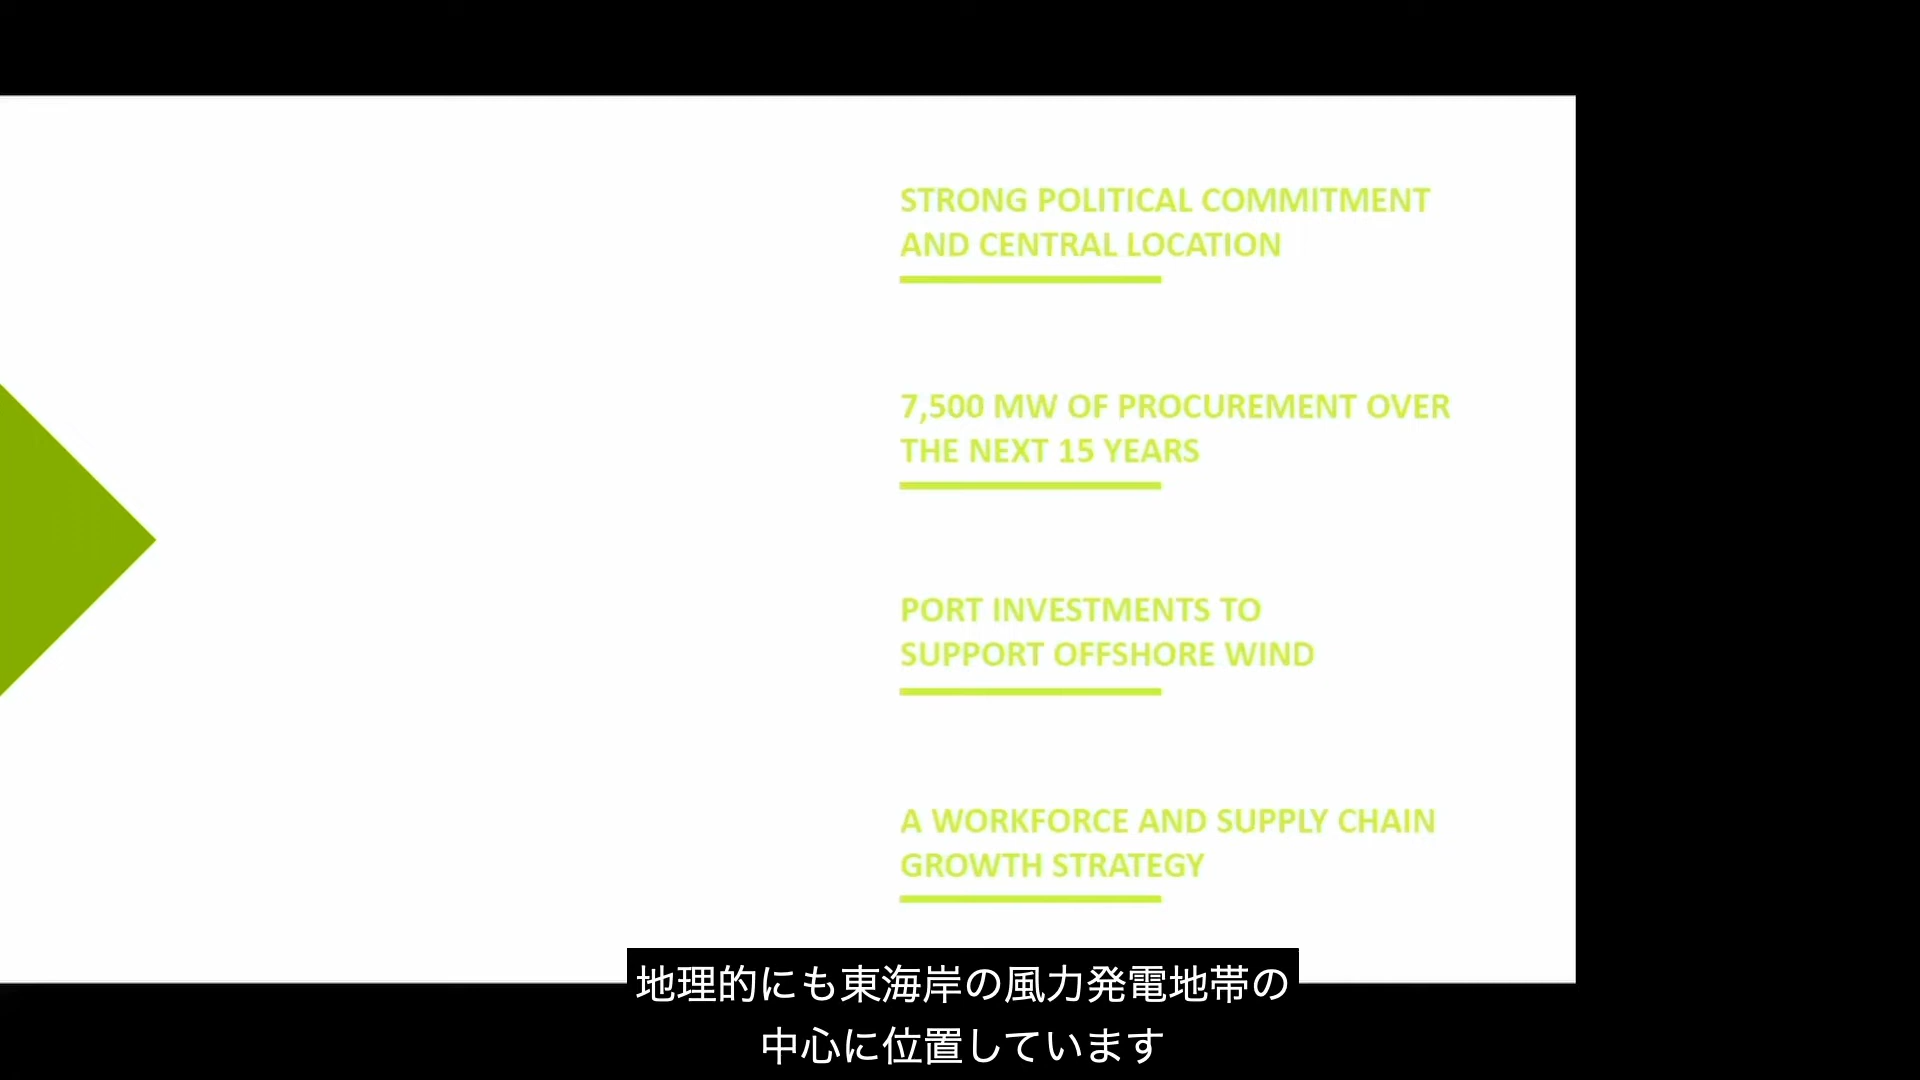 STRONG POLITICAL COMMITMENT
AND CENTRAL LOCATION
7,500 MW OF PROCUREMENT OVER
THE NEXT 15 YEARS
PORT INVESTMENTS TO
SUPPORT OFFSHORE WIND
A WORKFORCE AND SUPPLY CHAIN
GROWTH STRATEGY
地理的にも東海岸の風力発電地帯の
中心に位置しています